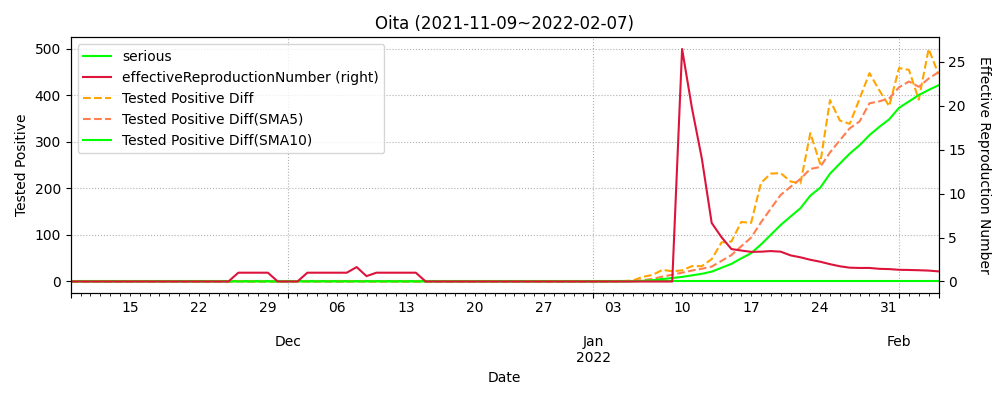 Oita (2021-11-09~2022-02-07)
serious
effectiveReproductionNumber (right)
Tested Positive Diff
Tested Positive Diff(SMA5)
Tested Positive Diff(SMA10)
Tested Positive
500
400
300
200
100
0
Effective Reproduction Number
25
20
15
10
5
0
15 22 29 06 13 20 27 03 10 17 24 31
Dec Jan Feb
2022
Date